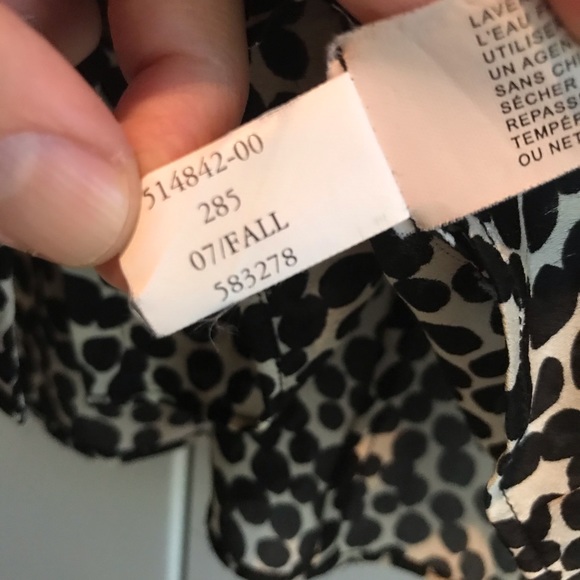 514842-00
285
07/FALL
583278
LAVE
L'EAU
UTILISE
UN AGEN
SANS CH
SÉCHER
REPASS
TEMPÉR
OU NET